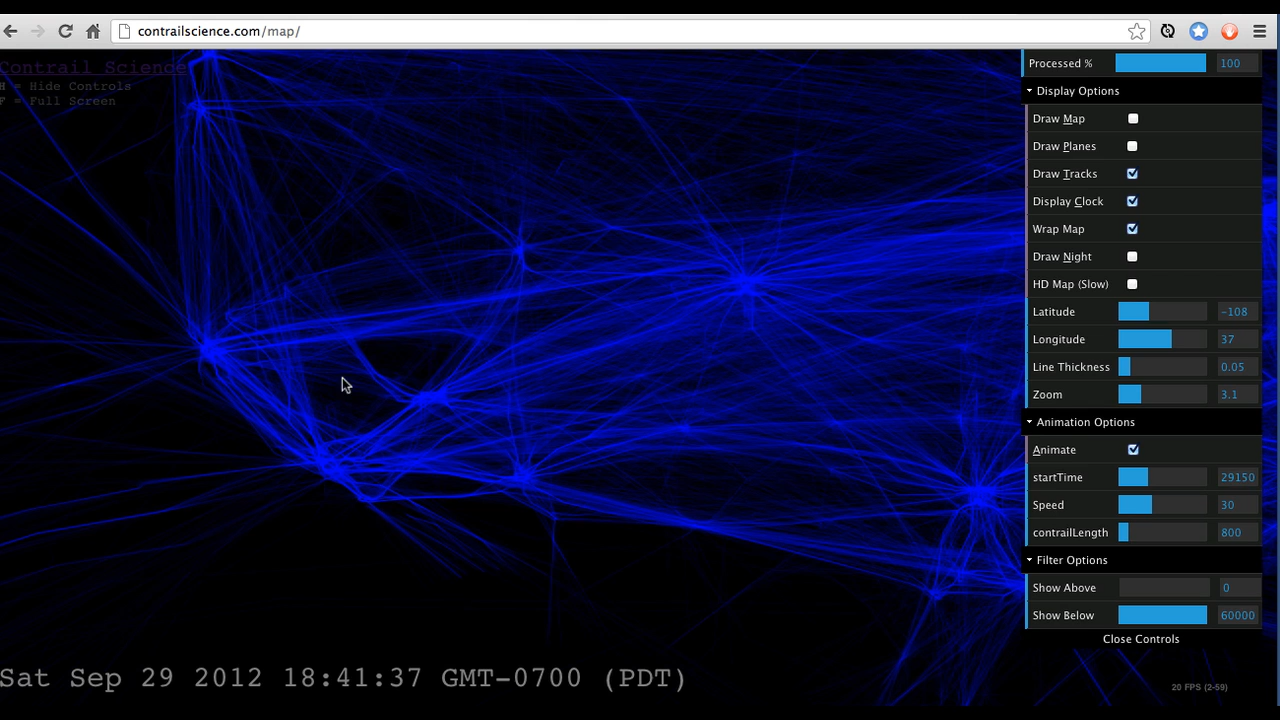 contrailscience.com/map/
Contrail Science
H = Hide Controls
F = Full Screen
Processed % 100
Display Options
Draw Map
Draw Planes
Draw Tracks
Display Clock
Wrap Map
Draw Night
HD Map (Slow)
Latitude -108
Longitude 37
Line Thickness 0.05
Zoom 3.1
Animation Options
Animate
startTime 29150
Speed 30
contrailLength 800
Filter Options
Show Above 0
Show Below 60000
Close Controls
Sat Sep 29 2012 18:41:37 GMT-0700 (PDT)
20 FPS (2-59)